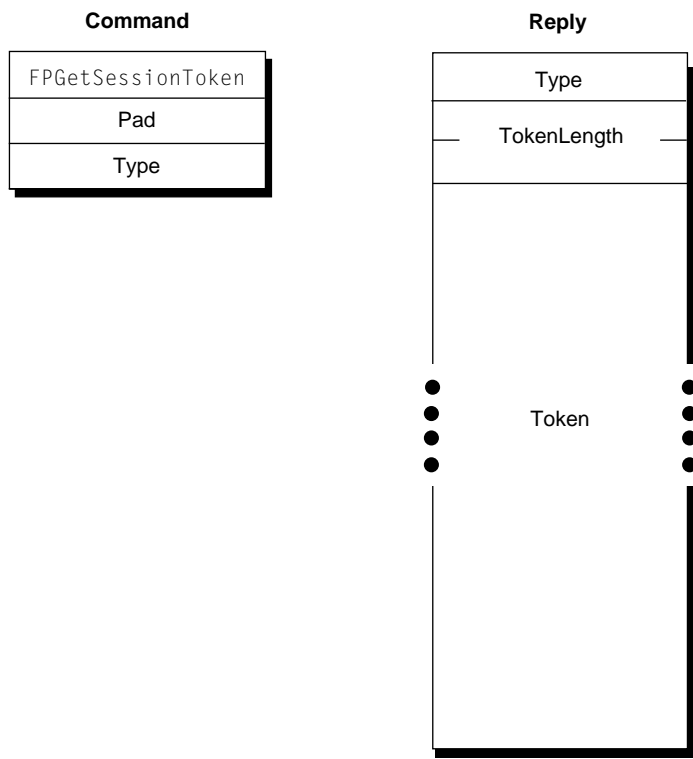 Command
FPGetSessionToken
Pad
Type
Reply
Type
TokenLength
Token